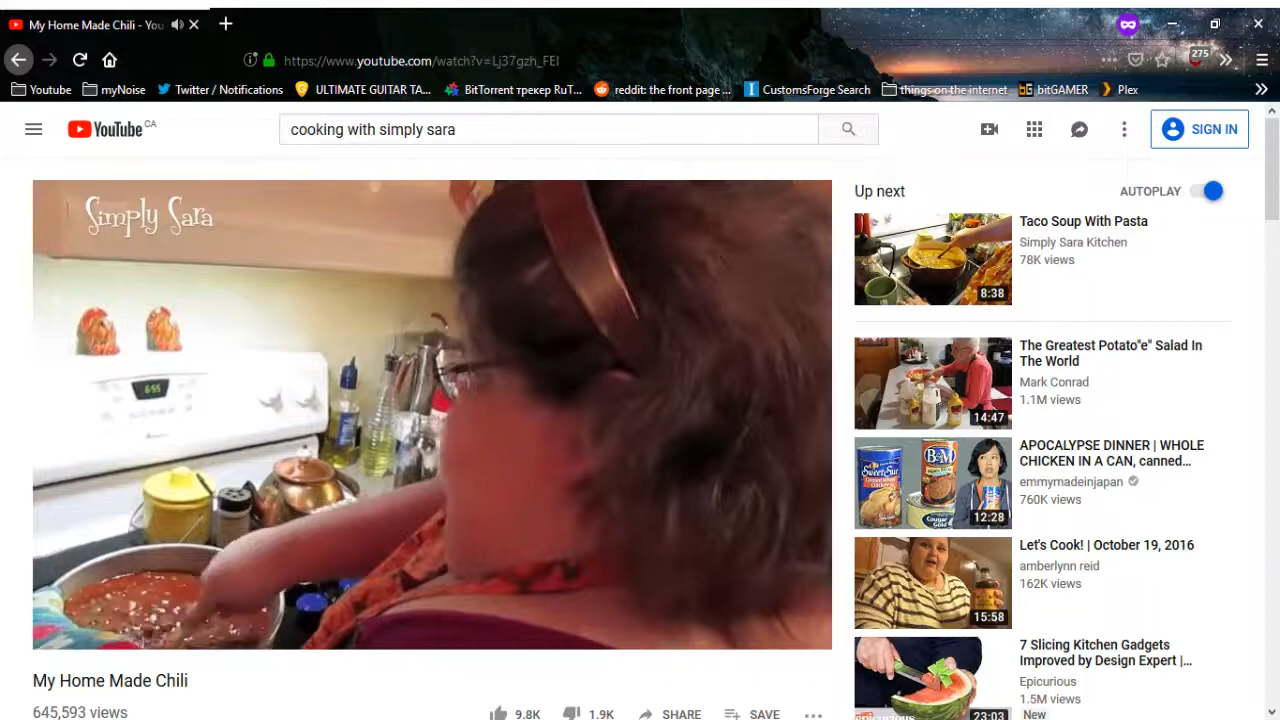 My Home Made Chili - You
https://www.youtube.com/watch?v=Lj37gzh_FEI
275
Youtube
myNoise
Twitter / Notifications
ULTIMATE GUITAR TA...
BitTorrent трекер RuT...
reddit: the front page ...
CustomsForge Search
things on the internet
bitGAMER
Plex
YouTube CA
cooking with simply sara
SIGN IN
Simply Sara
6:55
My Home Made Chili
645,593 views
9.8K
1.9K
SHARE
SAVE
Up next
AUTOPLAY
8:38
Taco Soup With Pasta
Simply Sara Kitchen
78K views
14:47
The Greatest Potato"e" Salad In
The World
Mark Conrad
1.1M views
B&M
12:28
APOCALYPSE DINNER | WHOLE
CHICKEN IN A CAN, canned...
emmymadeinjapan
760K views
15:58
Let's Cook! | October 19, 2016
amberlynn reid
162K views
23:03
7 Slicing Kitchen Gadgets
Improved by Design Expert |...
Epicurious
1.5M views
New